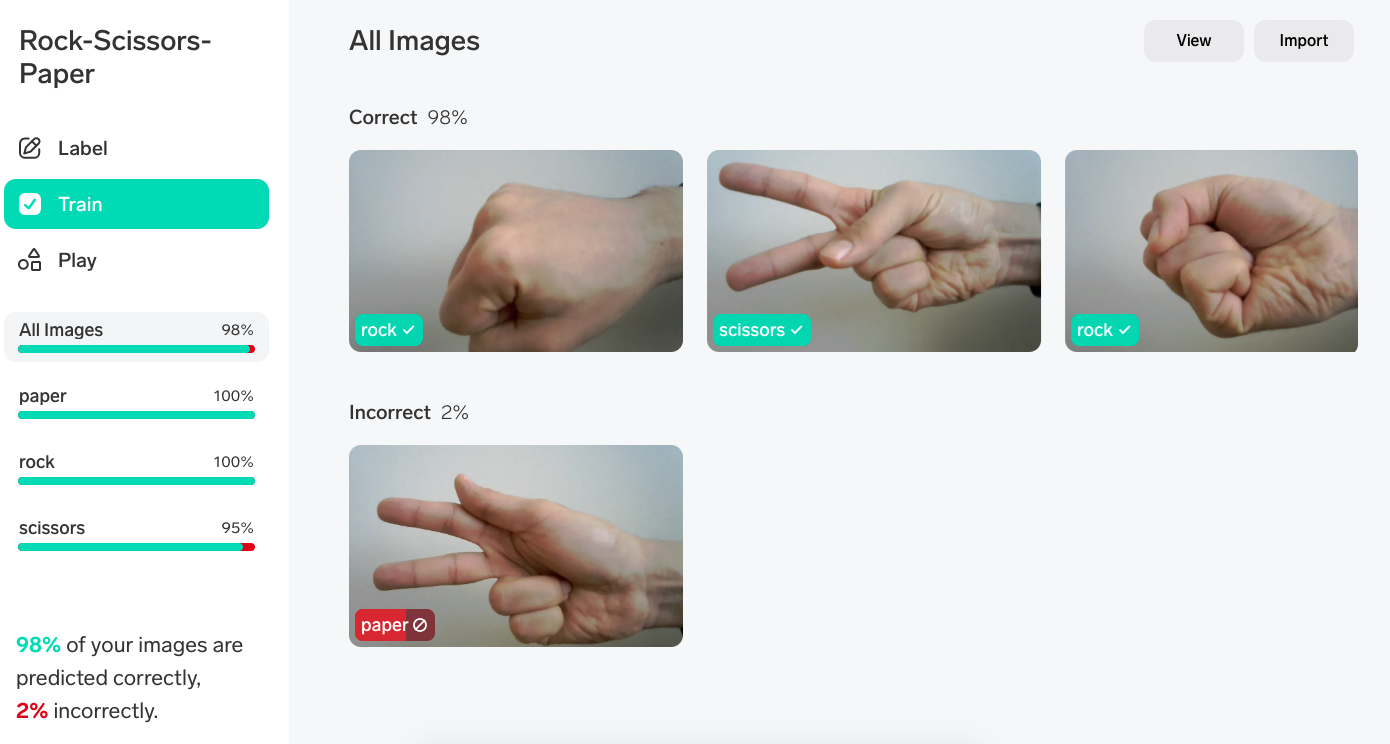 Rock-Scissors-
Paper
Label
Train
Play
All Images 98%
paper 100%
rock 100%
scissors 95%
98% of your images are
predicted correctly,
2% incorrectly.
All Images
View
Import
Correct 98%
rock
scissors
rock
Incorrect 2%
paper